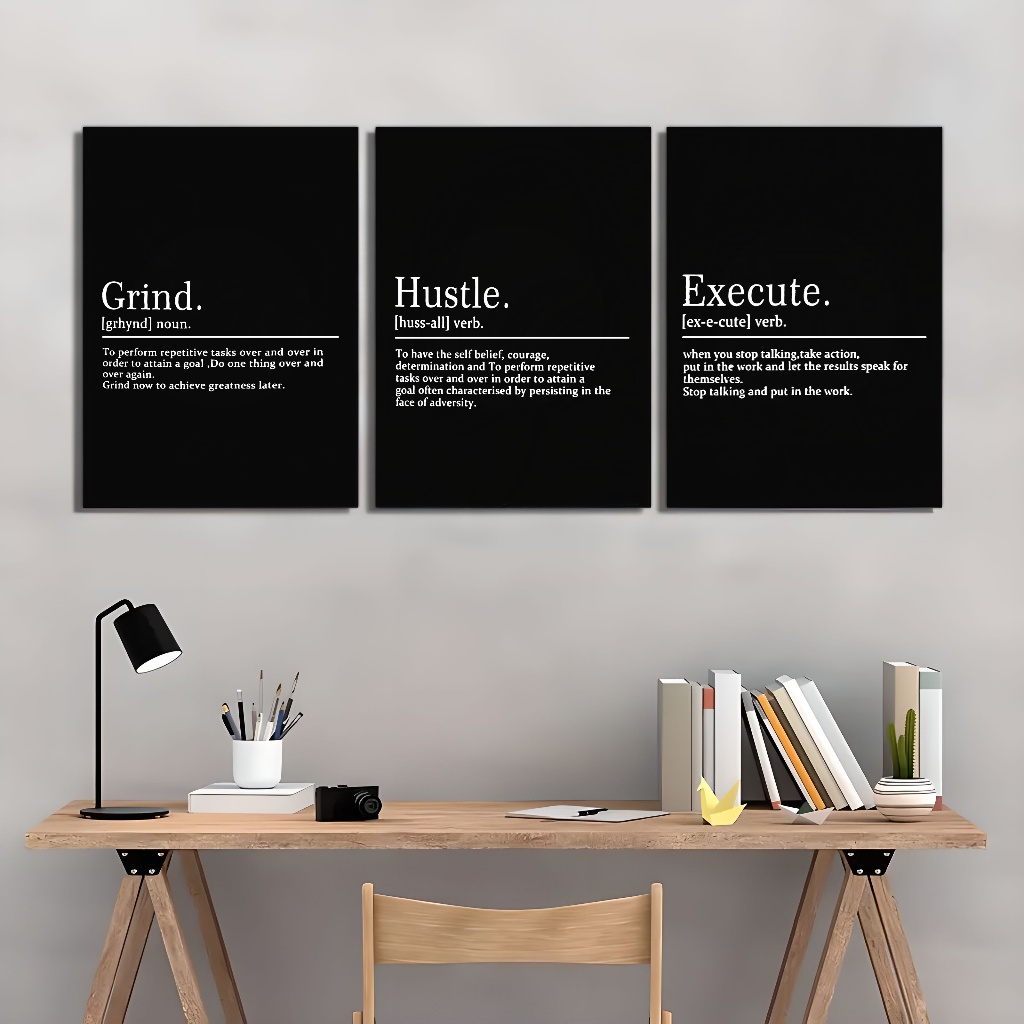 Grind.
[grhynd] noun.
To perform repetitive tasks over and over in
order to attain a goal ,Do one thing over and
over again.
Grind now to achieve greatness later.
Hustle.
[huss-all] verb.
To have the self belief, courage,
determination and To perform repetitive
tasks over and over in order to attain a
goal often characterised by persisting in the
face of adversity.
Execute.
[ex-e-cute] verb.
when you stop talking,take action,
put in the work and let the results speak for
themselves.
Stop talking and put in the work.